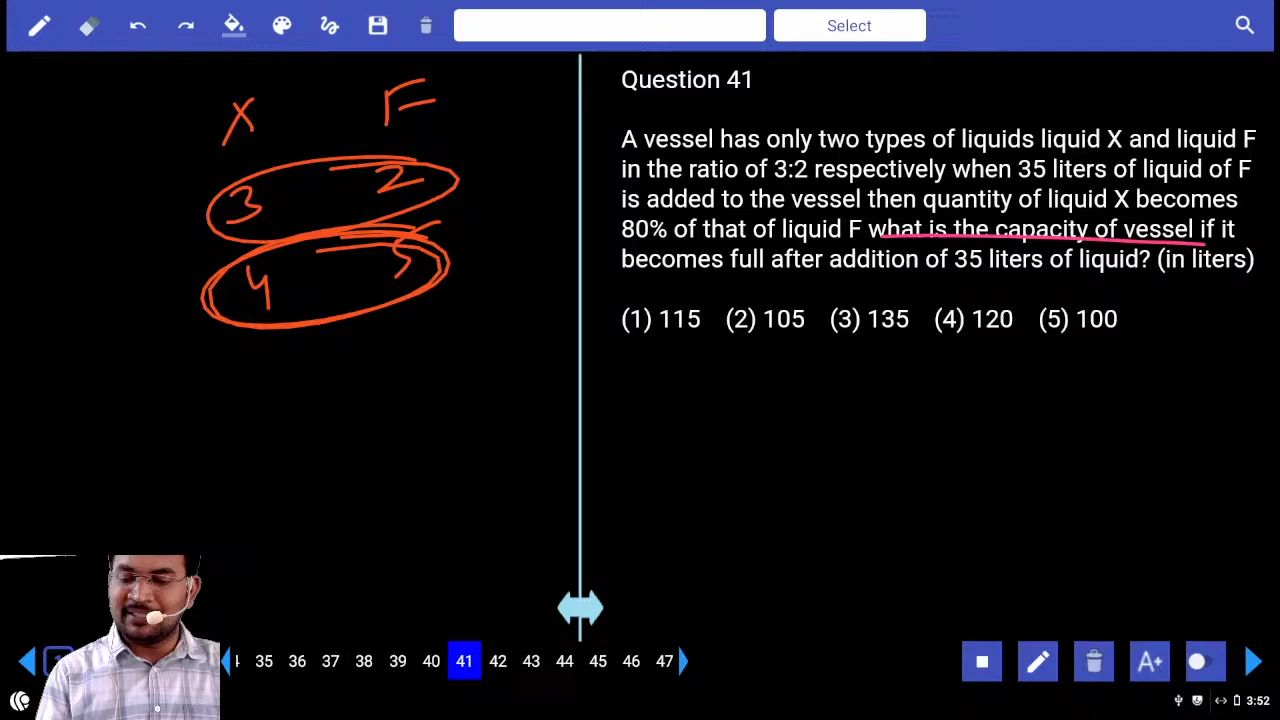 Select
X F
3 2
4 5
Question 41
A vessel has only two types of liquids liquid X and liquid F
in the ratio of 3:2 respectively when 35 liters of liquid of F
is added to the vessel then quantity of liquid X becomes
80% of that of liquid F what is the capacity of vessel if it
becomes full after addition of 35 liters of liquid? (in liters)
(1) 115 (2) 105 (3) 135 (4) 120 (5) 100
35 36 37 38 39 40 41 42 43 44 45 46 47
A+
3:52